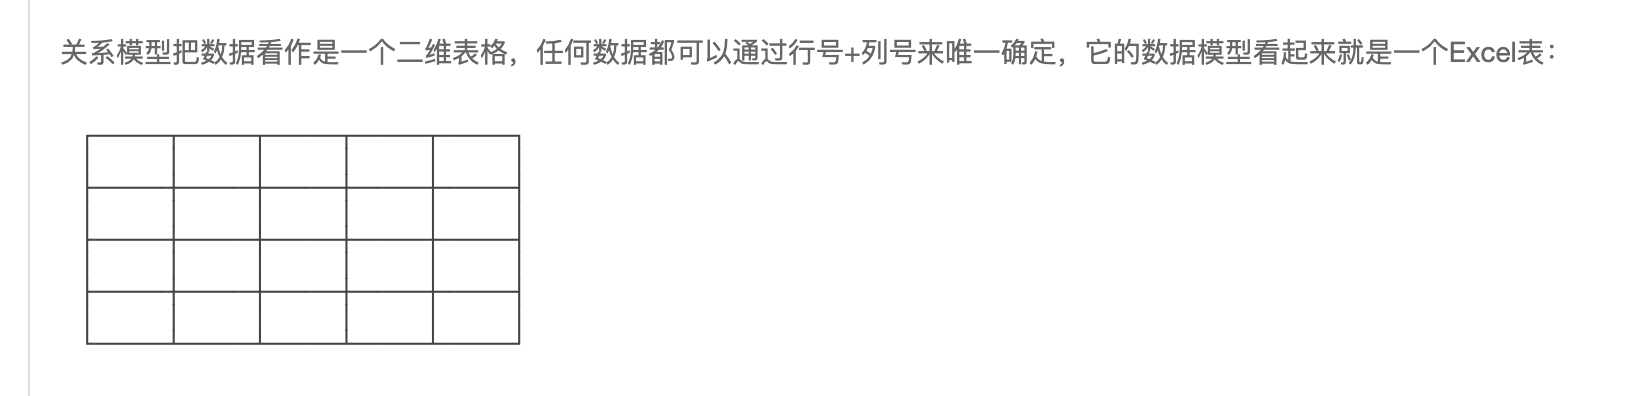 关系模型把数据看作是一个二维表格，任何数据都可以通过行号+列号来唯一确定，它的数据模型看起来就是一个Excel表：